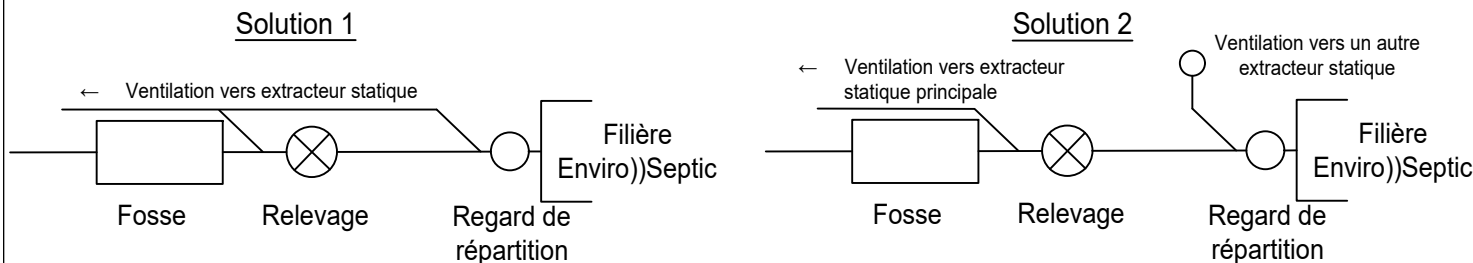 Solution 1
← Ventilation vers extracteur statique
Filière
Enviro))Septic
Fosse
Relevage
Regard de
répartition
Solution 2
← Ventilation vers extracteur
statique principale
Ventilation vers un autre
extracteur statique
Filière
Enviro))Septic
Fosse
Relevage
Regard de
répartition